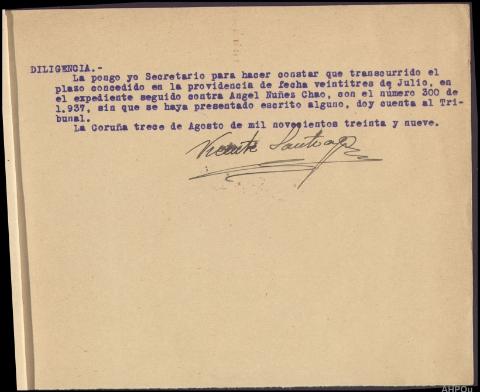 DILIGENCIA.-
La pongo yo Secretario para hacer constar que transcurrido el
plazo concedido en la providencia de fecha veintitres de Julio, en
el expediente seguido contra Angel Nuñez Chao, con el número 300 de
1.937, sin que se haya presentado escrito alguno, doy cuenta al Tri-
bunal.
La Coruña trece de Agosto de mil novecientos treinta y nueve.
Vicente Santiago
AHPOu